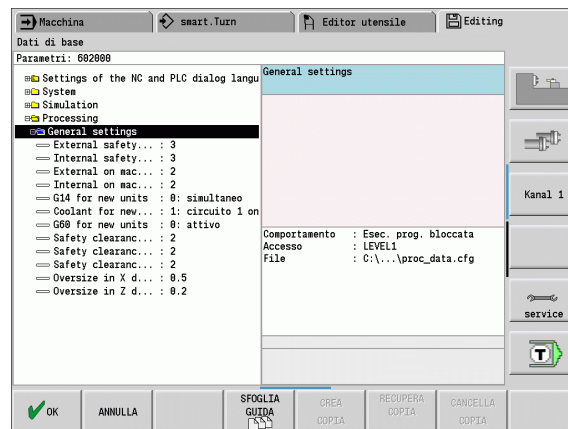 Macchina
smart.Turn
Editor utensile
Editing
Dati di base
Parametri: 602000
Settings of the NC and PLC dialog langu
System
Simulation
Processing
General settings
External safety... : 3
Internal safety... : 3
External on mac... : 2
Internal on mac... : 2
G14 for new units : 0: simultaneo
Coolant for new... : 1: circuito 1 on
G60 for new units : 0: attivo
Safety clearanc... : 2
Safety clearanc... : 2
Safety clearanc... : 2
Oversize in X d... : 0.5
Oversize in Z d... : 0.2
General settings
Comportamento : Esec. prog. bloccata
Accesso : LEVEL1
File : C:\...\proc_data.cfg
Kanal 1
service
T
OK
ANNULLA
SFOGLIA
GUIDA
CREA
COPIA
RECUPERA
COPIA
CANCELLA
COPIA